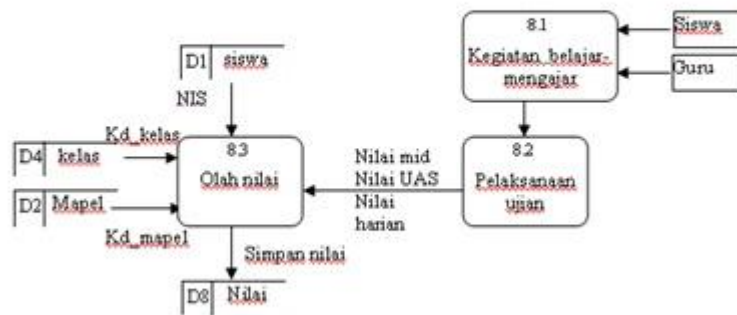 8.1
Kegiatan belajar-
mengajar
Siswa
Guru
D1 siswa
NIS
Kd_kelas
D4 kelas
D2 Mapel
Kd_mapel
8.3
Olah nilai
Nilai mid
Nilai UAS
Nilai
harian
8.2
Pelaksanaan
ujian
Simpan nilai
D8 Nilai